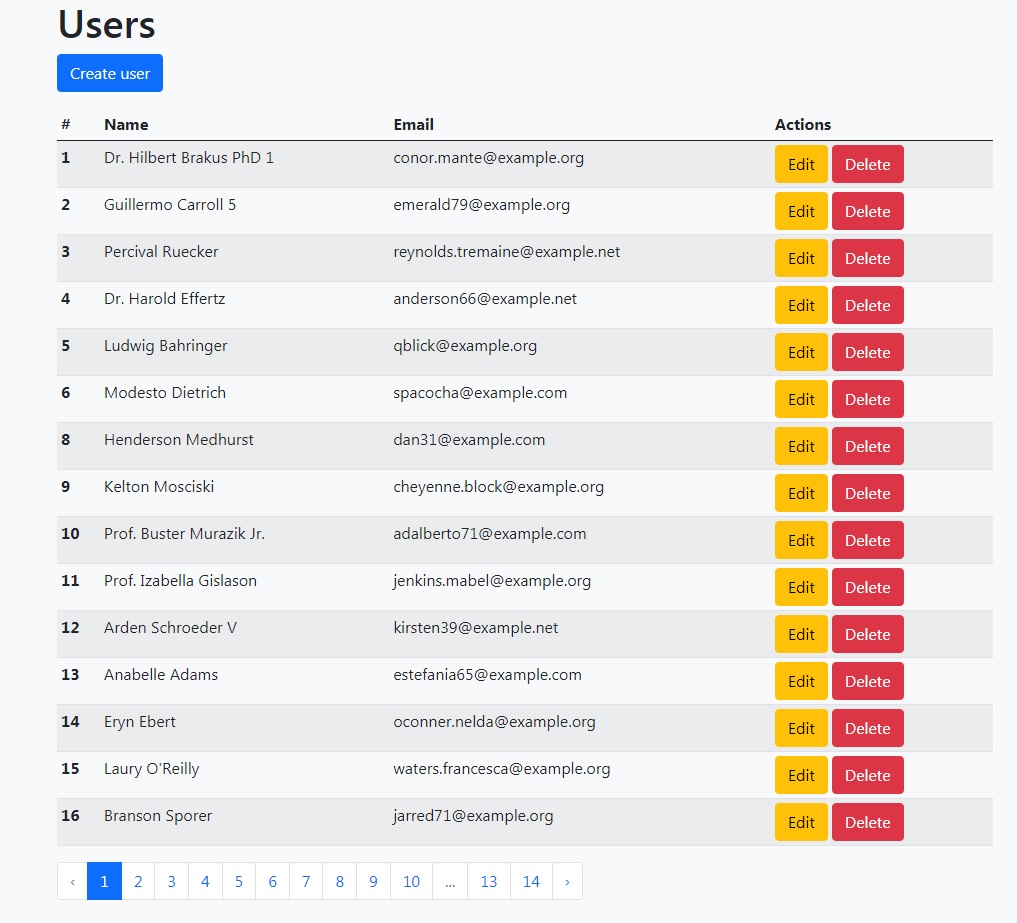 Users
Create user
# Name Email Actions
1 Dr. Hilbert Brakus PhD 1 conor.mante@example.org Edit Delete
2 Guillermo Carroll 5 emerald79@example.org Edit Delete
3 Percival Ruecker reynolds.tremaine@example.net Edit Delete
4 Dr. Harold Effertz anderson66@example.net Edit Delete
5 Ludwig Bahringer qblick@example.org Edit Delete
6 Modesto Dietrich spacocha@example.com Edit Delete
8 Henderson Medhurst dan31@example.com Edit Delete
9 Kelton Mosciski cheyenne.block@example.org Edit Delete
10 Prof. Buster Murazik Jr. adalberto71@example.com Edit Delete
11 Prof. Izabella Gislason jenkins.mabel@example.org Edit Delete
12 Arden Schroeder V kirsten39@example.net Edit Delete
13 Anabelle Adams estefania65@example.com Edit Delete
14 Eryn Ebert oconner.nelda@example.org Edit Delete
15 Laury O'Reilly waters.francesca@example.org Edit Delete
16 Branson Sporer jarred71@example.org Edit Delete
‹ 1 2 3 4 5 6 7 8 9 10 ... 13 14 ›